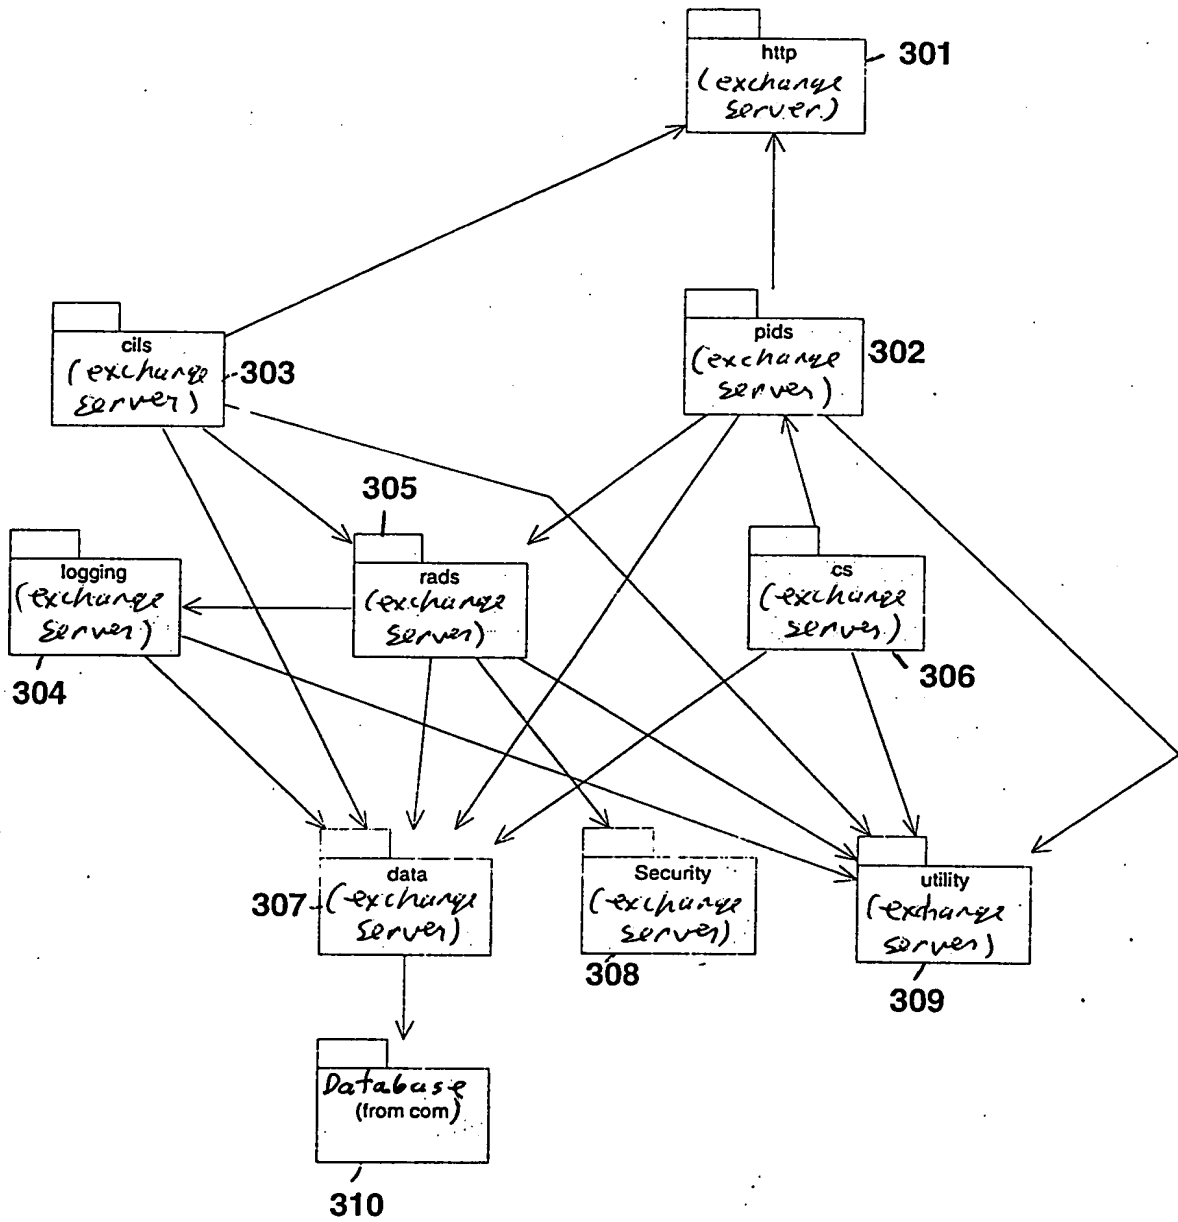 http
(exchange
server)
301
cils
(exchange
server)
303
pids
(exchange
server)
302
305
logging
(exchange
server)
304
rads
(exchange
server)
cs
(exchange
server)
306
data
(exchange
server)
307
Security
(exchange
server)
308
utility
(exchange
server)
309
Database
(from com)
310